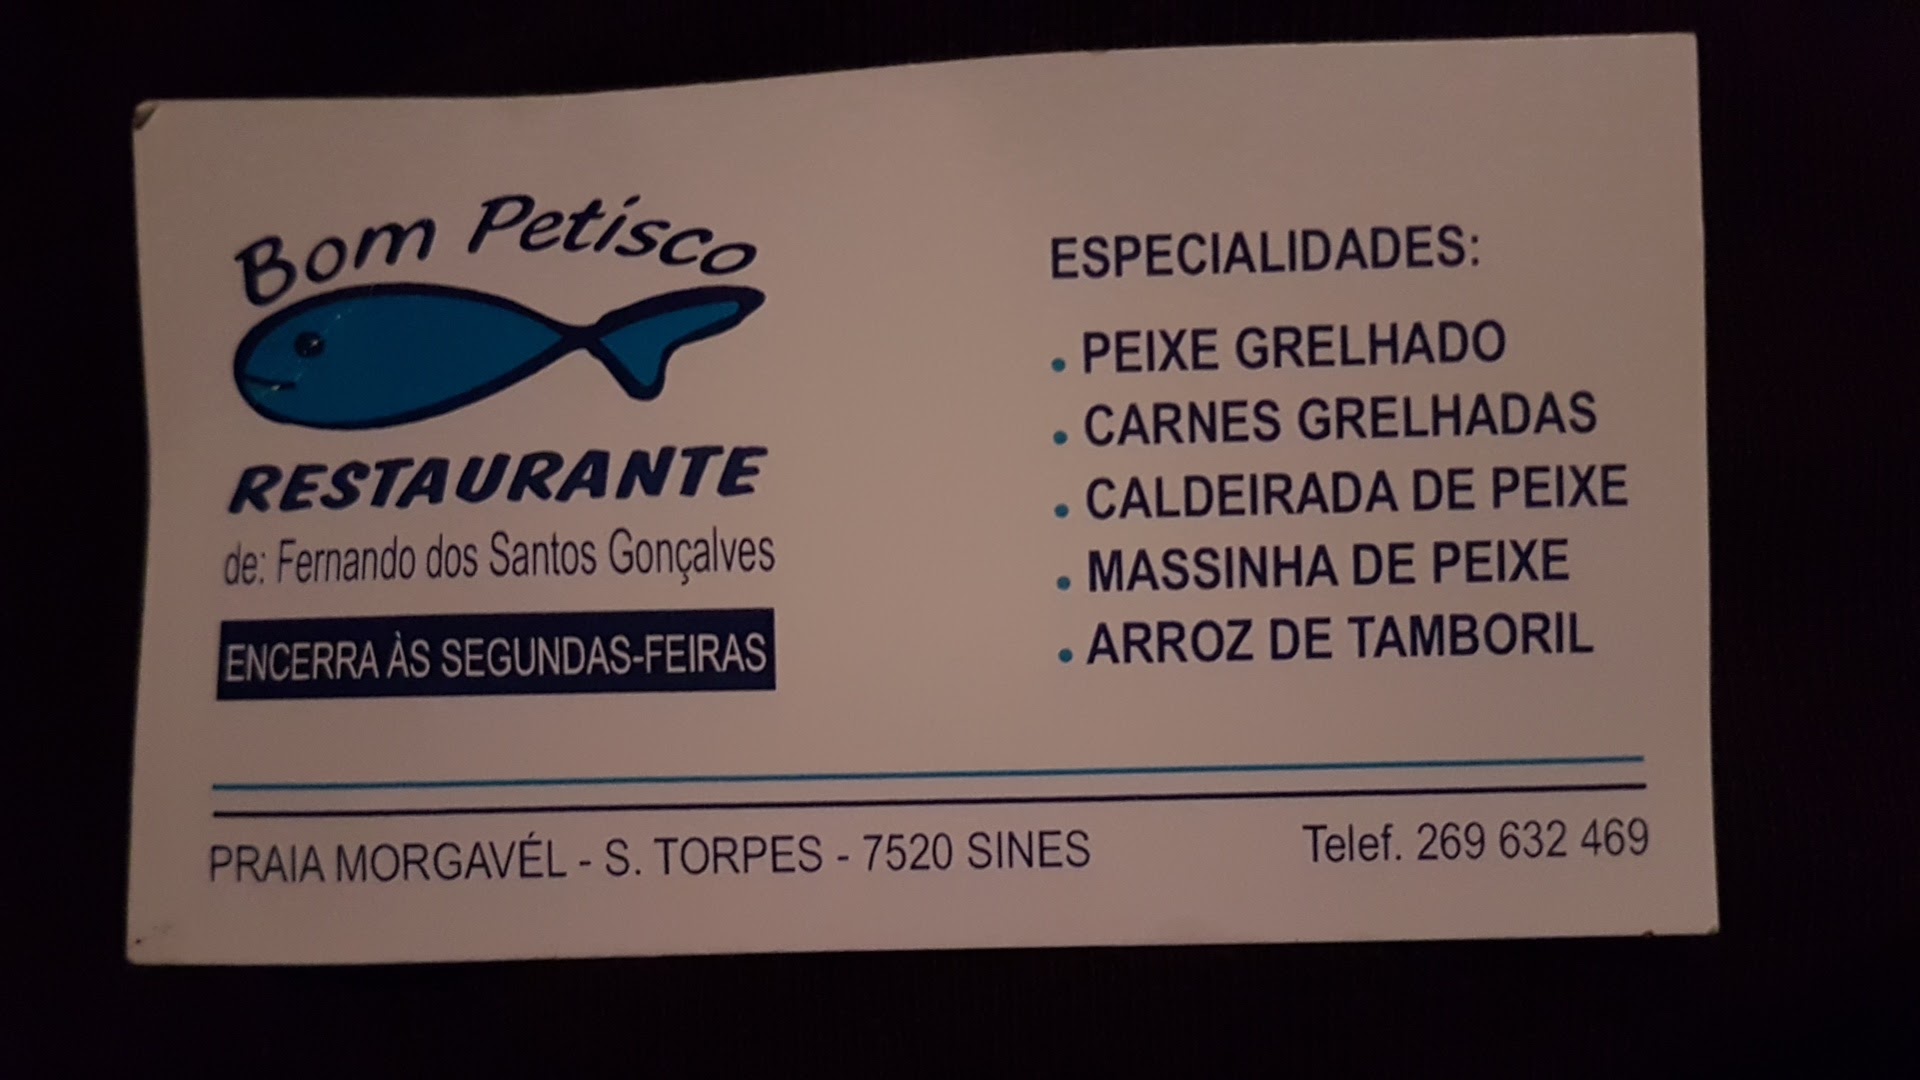 Bom Petisco
RESTAURANTE
de: Fernando dos Santos Gonçalves
ENCERRA ÀS SEGUNDAS-FEIRAS
ESPECIALIDADES:
. PEIXE GRELHADO
. CARNES GRELHADAS
. CALDEIRADA DE PEIXE
. MASSINHA DE PEIXE
. ARROZ DE TAMBORIL
PRAIA MORGAVÉL - S. TORPES - 7520 SINES
Telef. 269 632 469